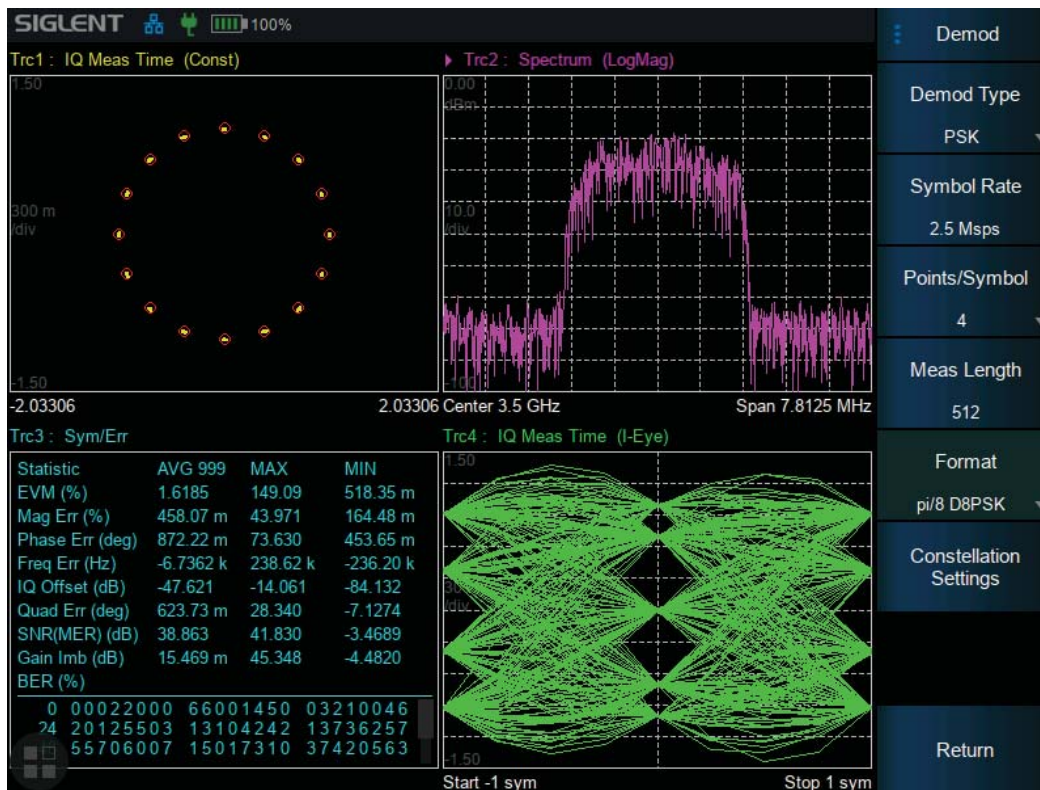 SIGLENT 100%
Trc1 : IQ Meas Time (Const)
1.50
300 m
/div
-1.50
-2.03306 2.03306
Trc2 : Spectrum (LogMag)
0.00
dBm
10.0
/div
-100
Center 3.5 GHz Span 7.8125 MHz
Trc3 : Sym/Err
Statistic AVG 999 MAX MIN
EVM (%) 1.6185 149.09 518.35 m
Mag Err (%) 458.07 m 43.971 164.48 m
Phase Err (deg) 872.22 m 73.630 453.65 m
Freq Err (Hz) -6.7362 k 238.62 k -236.20 k
IQ Offset (dB) -47.621 -14.061 -84.132
Quad Err (deg) 623.73 m 28.340 -7.1274
SNR(MER) (dB) 38.863 41.830 -3.4689
Gain Imb (dB) 15.469 m 45.348 -4.4820
BER (%)
0 00022000 66001450 03210046
24 20125503 13104242 13736257
55706007 15017310 37420563
Trc4 : IQ Meas Time (I-Eye)
1.50
/div
-1.50
Start -1 sym Stop 1 sym
Demod
Demod Type
PSK
Symbol Rate
2.5 Msps
Points/Symbol
4
Meas Length
512
Format
pi/8 D8PSK
Constellation
Settings
Return